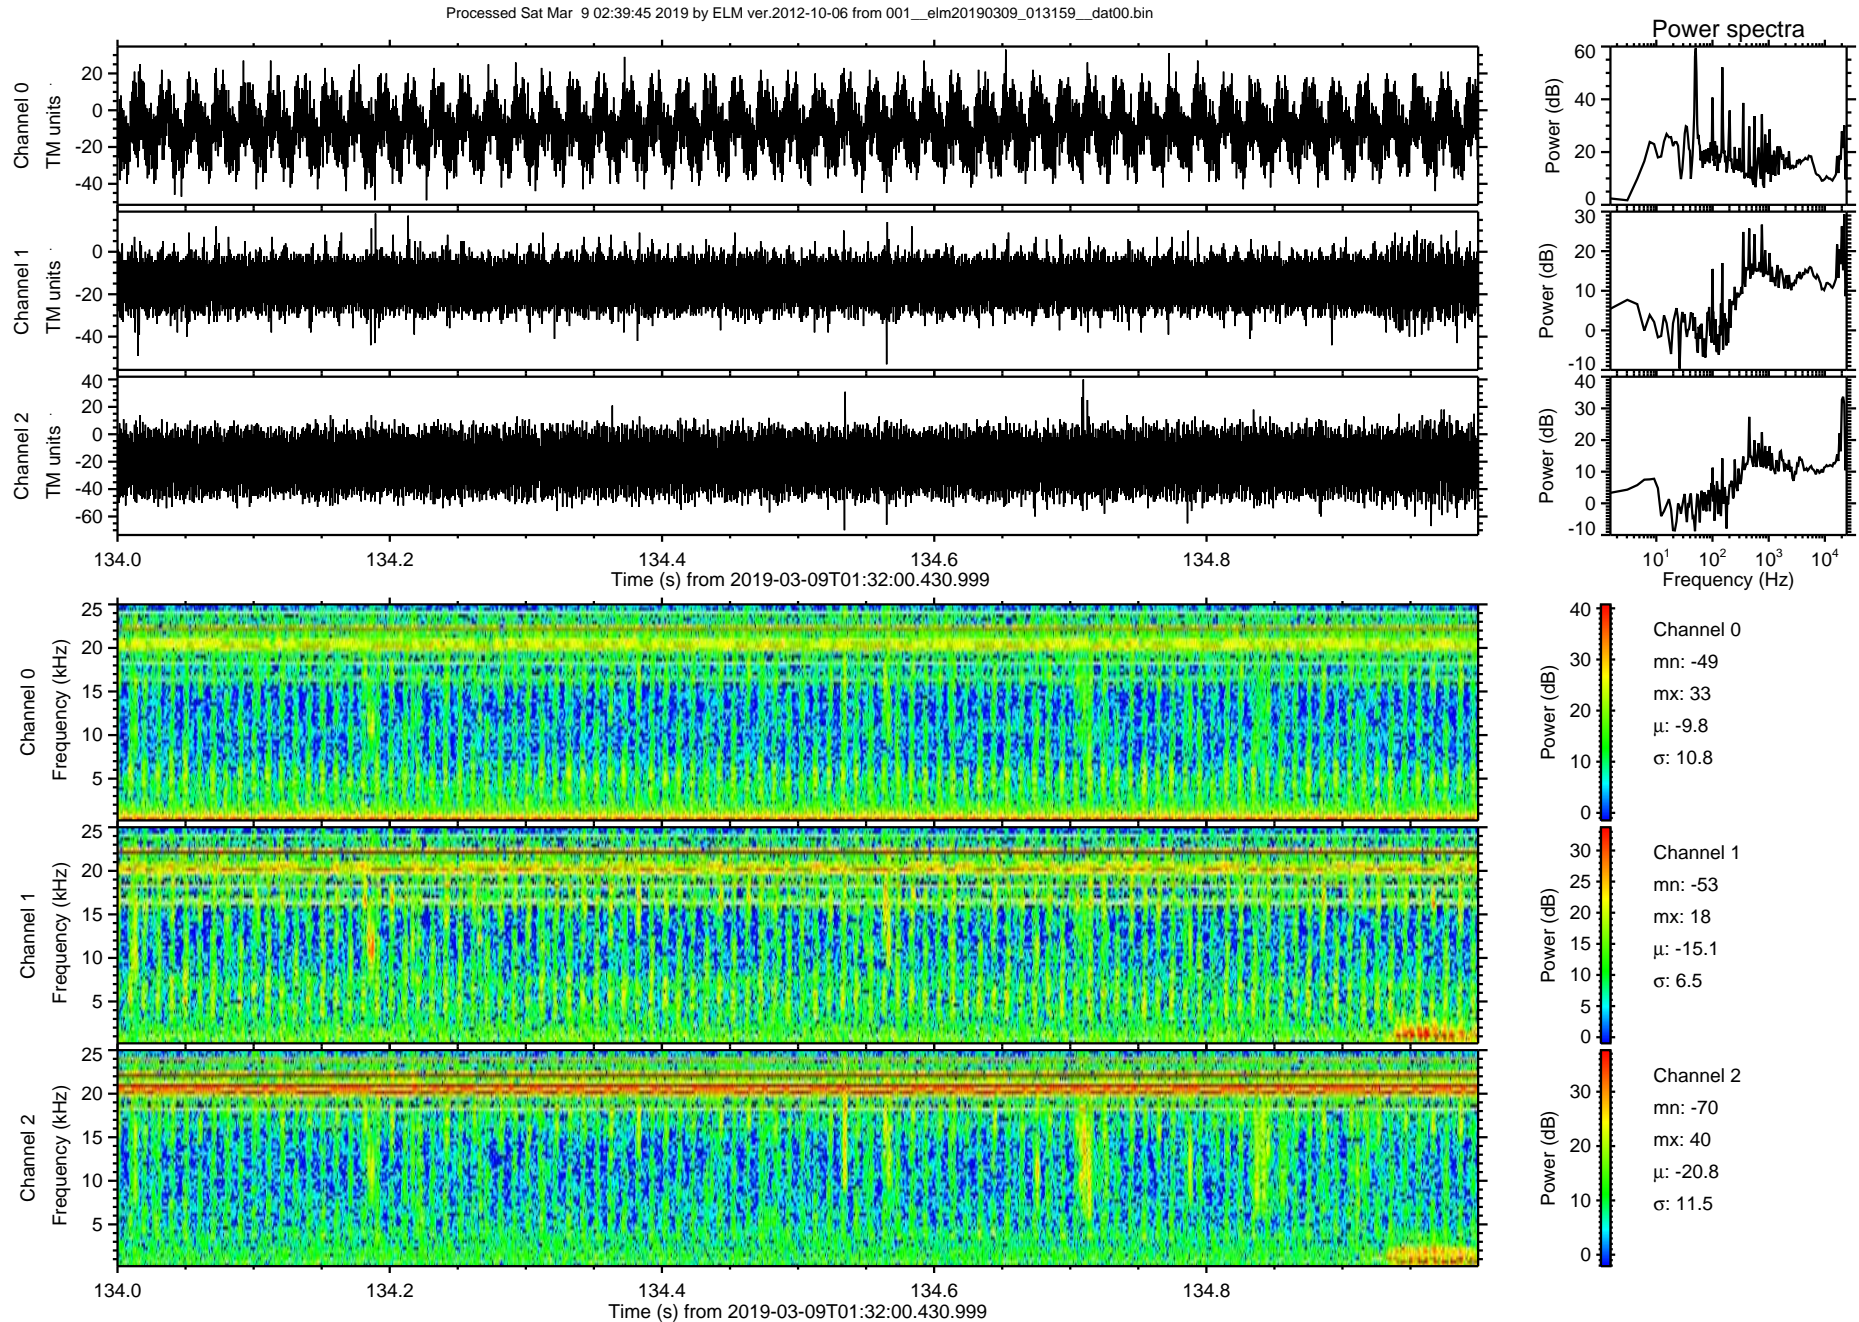 Processed Sat Mar  9 02:39:45 2019 by ELM ver.2012-10-06 from 001__elm20190309_013159__dat00.bin
Power spectra
Channel 0
TM units
20
0
-20
-40
Power (dB)
60
40
20
0
Channel 1
TM units
0
-20
-40
Power (dB)
30
20
10
0
-10
Channel 2
TM units
40
20
0
-20
-40
-60
Power (dB)
40
30
20
10
0
-10
134.0 134.2 134.4 134.6 134.8
Time (s) from 2019-03-09T01:32:00.430.999
10¹ 10² 10³ 10⁴
Frequency (Hz)
Channel 0
Frequency (kHz)
25
20
15
10
5
Power (dB)
40
30
20
10
0
Channel 0
mn: -49
mx: 33
μ: -9.8
σ: 10.8
Channel 1
Frequency (kHz)
25
20
15
10
5
Power (dB)
30
25
20
15
10
5
0
Channel 1
mn: -53
mx: 18
μ: -15.1
σ: 6.5
Channel 2
Frequency (kHz)
25
20
15
10
5
Power (dB)
30
20
10
0
Channel 2
mn: -70
mx: 40
μ: -20.8
σ: 11.5
134.0 134.2 134.4 134.6 134.8
Time (s) from 2019-03-09T01:32:00.430.999